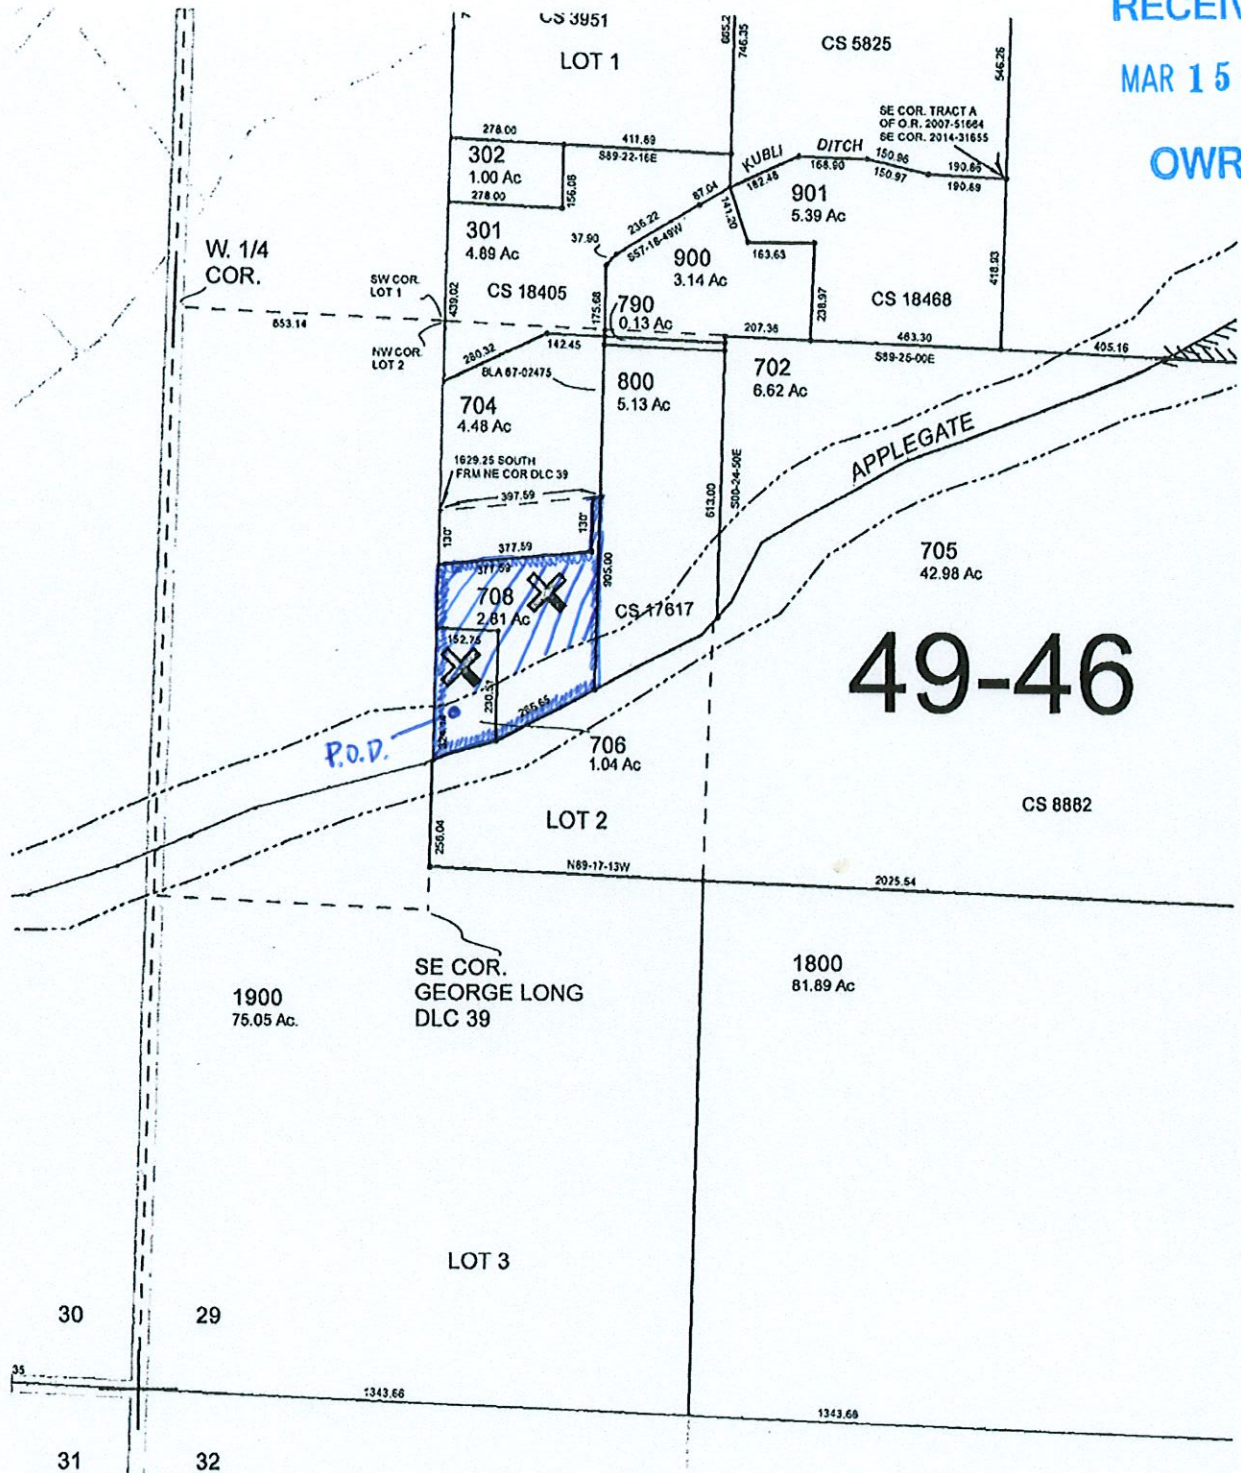 RECEIV
MAR 15
OWR
CS 3951
LOT 1
665.2
746.35
CS 5825
546.26
SE COR. TRACT A
OF O.R. 2007-51664
SE COR. 2014-31655
278.00
411.69
S89-22-16E
302
1.00 Ac
278.00
156.06
KUBLI
DITCH
182.48
168.90
150.96
150.97
190.86
190.69
67.04
236.22
S57-16-49W
37.90
141.20
901
5.39 Ac
301
4.89 Ac
900
3.14 Ac
163.63
238.97
418.93
W. 1/4
COR.
SW COR.
LOT 1
439.02
CS 18405
175.68
790
0.13 Ac
CS 18468
653.14
NW COR.
LOT 2
207.36
463.30
S89-26-00E
405.16
280.32
142.45
BLA 87-02475
800
5.13 Ac
702
6.62 Ac
704
4.48 Ac
APPLEGATE
1629.25 SOUTH
FRM NE COR DLC 39
397.59
613.00
S00-24-50E
130'
130'
377.59
377.59
905.00
705
42.98 Ac
708
2.81 Ac
CS 17617
152.75
230.57
266.65
49-46
P.O.D.
706
1.04 Ac
CS 8882
LOT 2
256.04
N89-17-13W
2025.54
SE COR.
GEORGE LONG
DLC 39
1800
81.89 Ac
1900
75.05 Ac.
LOT 3
30
29
35
1343.66
1343.66
31
32